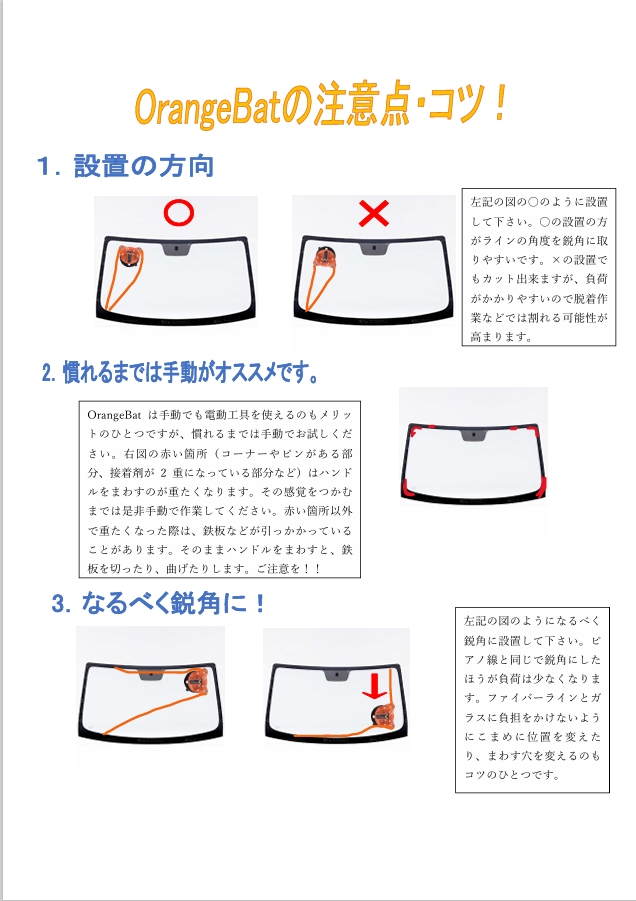 OrangeBatの注意点・コツ！
１．設置の方向
○ ×
左記の図の○のように設置
して下さい。○の設置の方
がラインの角度を鋭角に取
りやすいです。×の設置で
もカット出来ますが、負荷
がかかりやすいので脱着作
業などでは割れる可能性が
高まります。
2. 慣れるまでは手動がオススメです。
OrangeBat は手動でも電動工具を使えるのもメリッ
トのひとつですが、慣れるまでは手動でお試しくだ
さい。右図の赤い箇所（コーナーやピンがある部
分、接着剤が 2 重になっている部分など）はハンド
ルをまわすのが重たくなります。その感覚をつかむ
までは是非手動で作業してください。赤い箇所以外
で重たくなった際は、鉄板などが引っかかっている
ことがあります。そのままハンドルをまわすと、鉄
板を切ったり、曲げたりします。ご注意を！！
3. なるべく鋭角に！
左記の図のようになるべく
鋭角に設置して下さい。ピ
アノ線と同じで鋭角にした
ほうが負荷は少なくなりま
す。ファイバーラインとガ
ラスに負担をかけないよう
にこまめに位置を変えた
り、まわす穴を変えるのも
コツのひとつです。